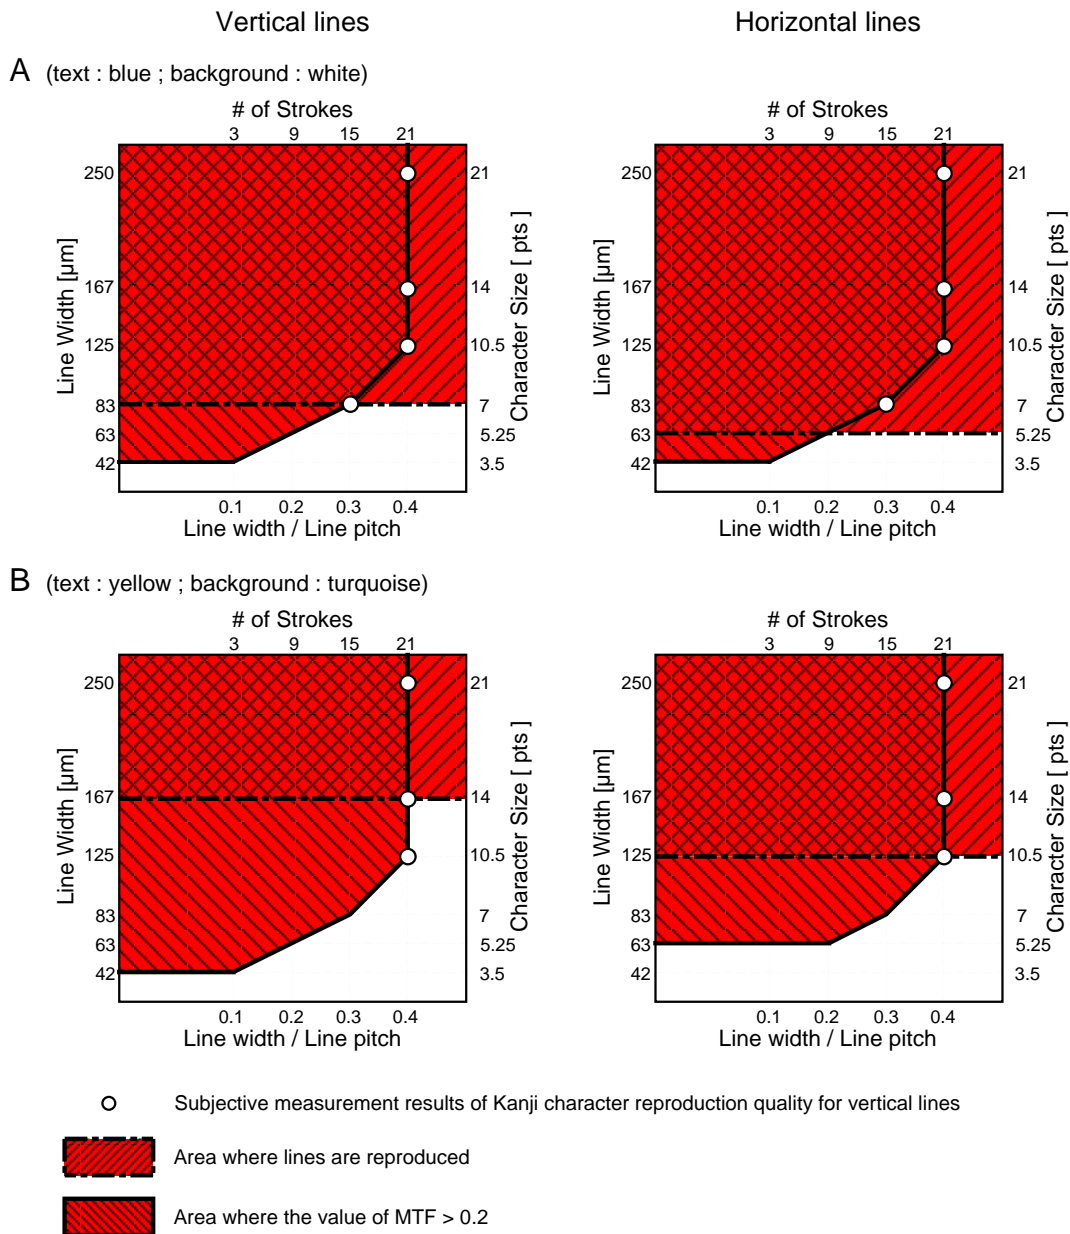 Vertical lines
Horizontal lines
A (text : blue ; background : white)
# of Strokes
3 9 15 21
250
167
125
83
63
42
Line Width [µm]
21
14
10.5
7
5.25
3.5
Character Size [ pts ]
0.1 0.2 0.3 0.4
Line width / Line pitch
# of Strokes
3 9 15 21
250
167
125
83
63
42
Line Width [µm]
21
14
10.5
7
5.25
3.5
Character Size [ pts ]
0.1 0.2 0.3 0.4
Line width / Line pitch
B (text : yellow ; background : turquoise)
# of Strokes
3 9 15 21
250
167
125
83
63
42
Line Width [µm]
21
14
10.5
7
5.25
3.5
Character Size [ pts ]
0.1 0.2 0.3 0.4
Line width / Line pitch
# of Strokes
3 9 15 21
250
167
125
83
63
42
Line Width [µm]
21
14
10.5
7
5.25
3.5
Character Size [ pts ]
0.1 0.2 0.3 0.4
Line width / Line pitch
Subjective measurement results of Kanji character reproduction quality for vertical lines
Area where lines are reproduced
Area where the value of MTF > 0.2